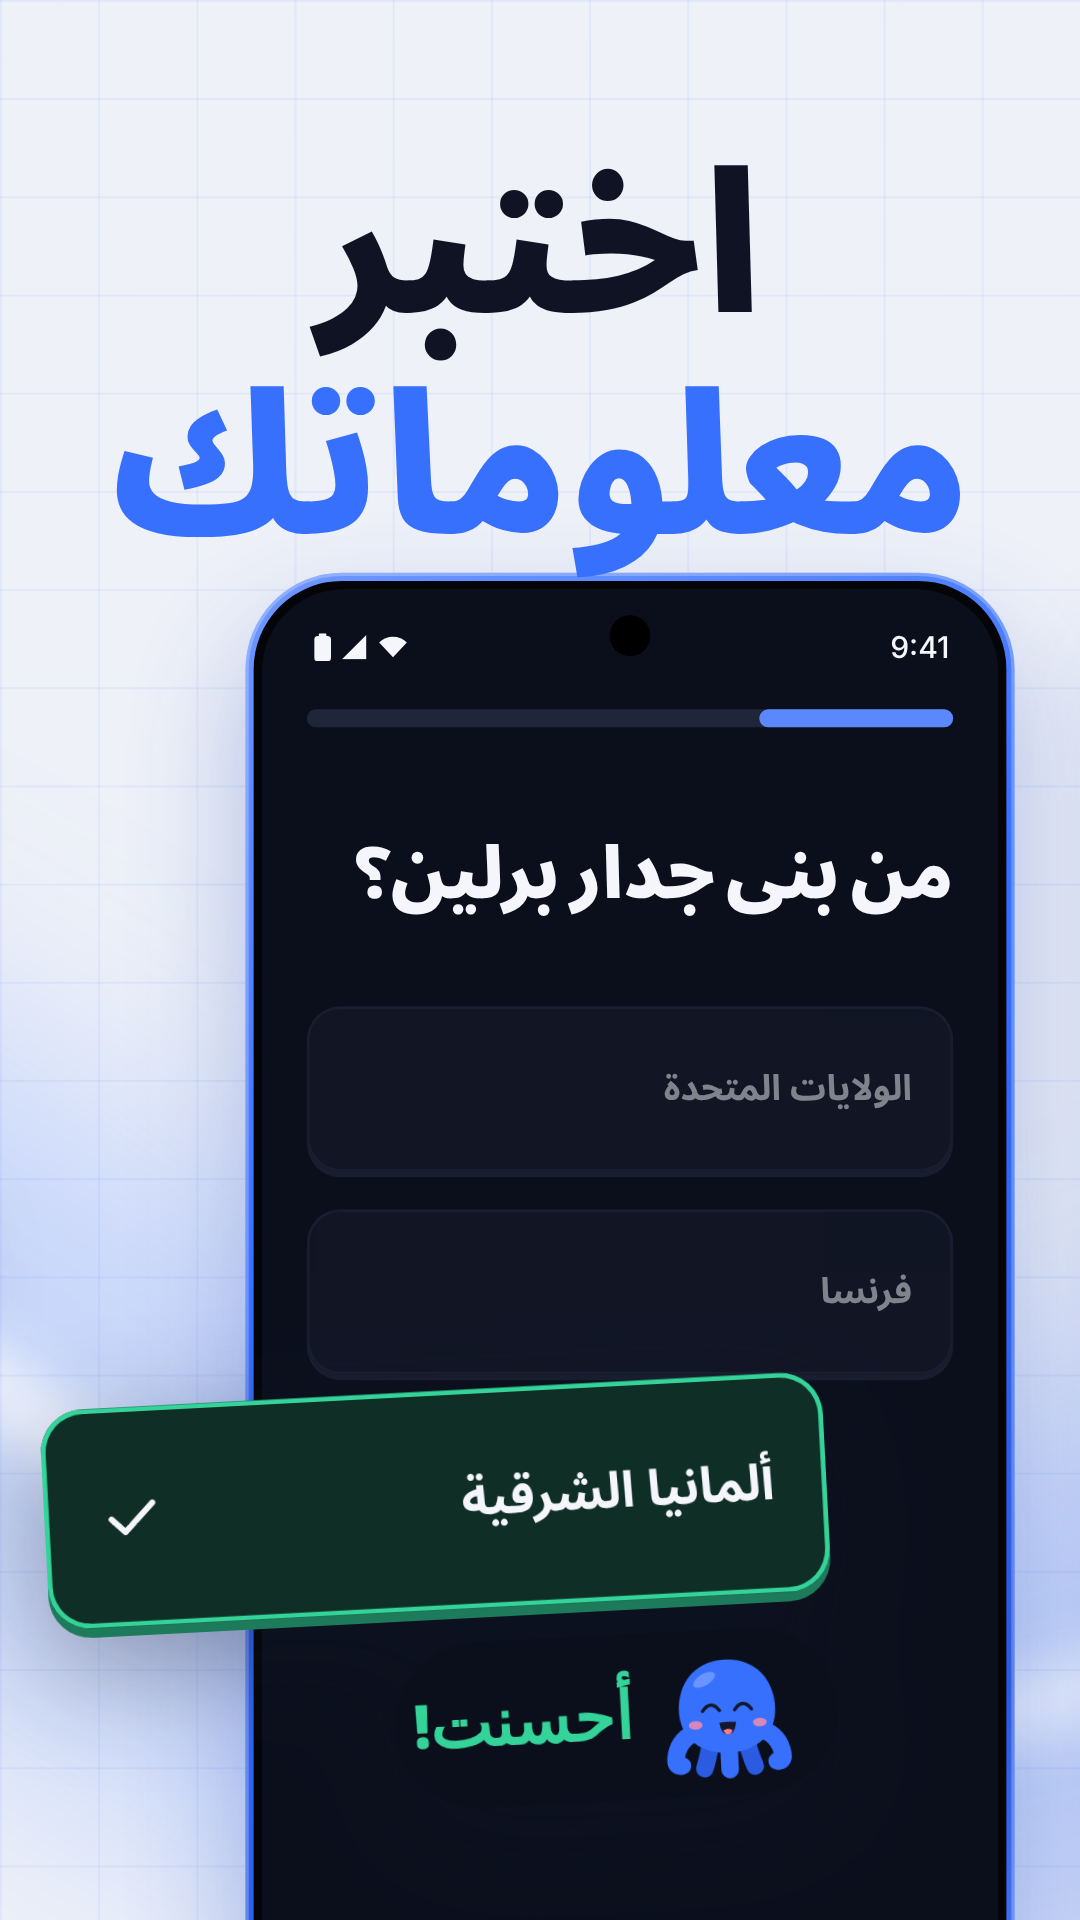 اختبر
معلوماتك
9:41
من بنى جدار برلين؟
الولايات المتحدة
فرنسا
ألمانيا الشرقية
أحسنت!